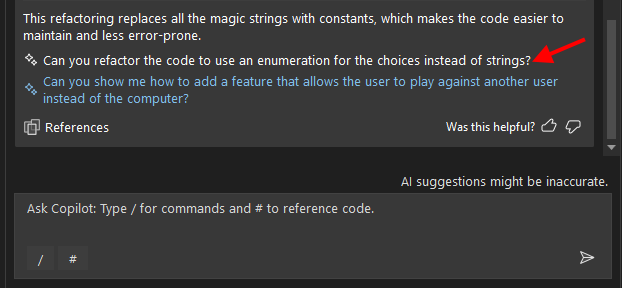 This refactoring replaces all the magic strings with constants, which makes the code easier to
maintain and less error-prone.
Can you refactor the code to use an enumeration for the choices instead of strings?
Can you show me how to add a feature that allows the user to play against another user
instead of the computer?
References
Was this helpful?
AI suggestions might be inaccurate.
Ask Copilot: Type / for commands and # to reference code.
/ #